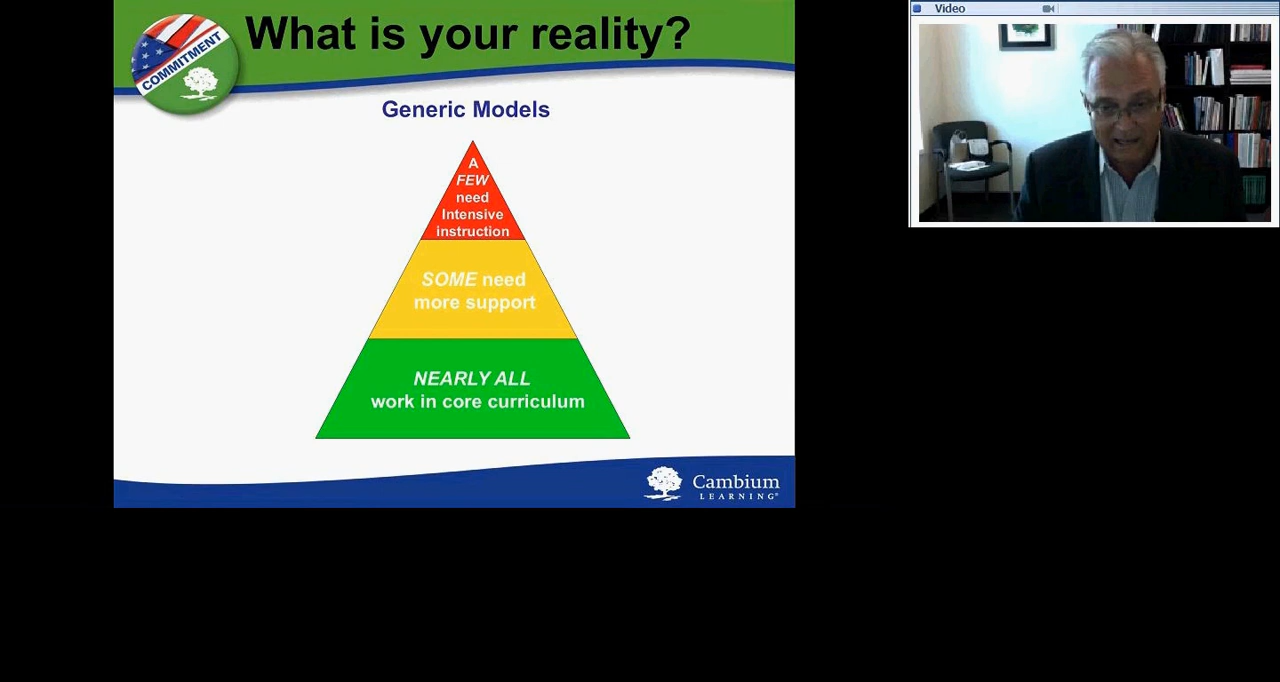 Video
COMMITMENT
What is your reality?
Generic Models
A
FEW
need
Intensive
instruction
SOME need
more support
NEARLY ALL
work in core curriculum
Cambium
LEARNING®